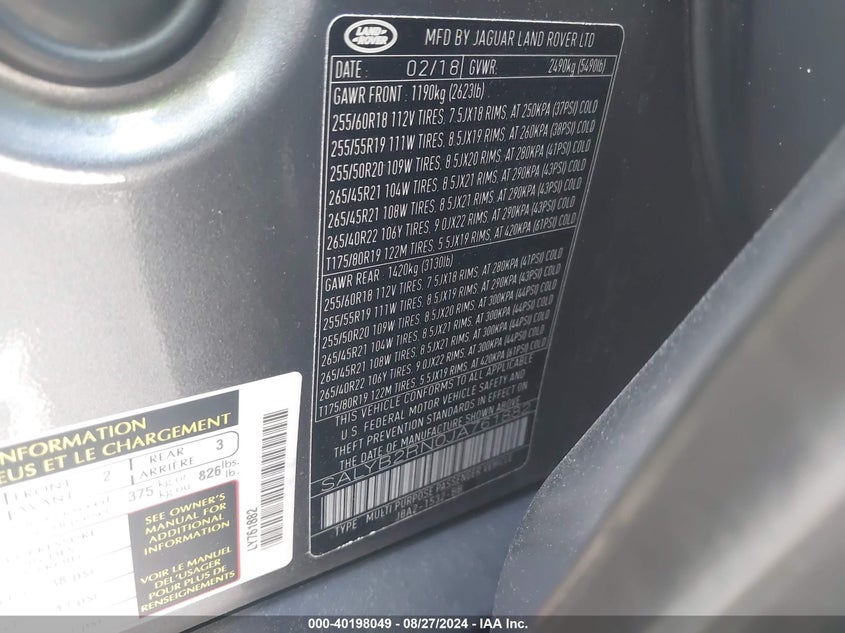 LAND ROVER
MFD BY JAGUAR LAND ROVER LTD
DATE : 02/18 GVWR: 2490kg (5490lb)
GAWR FRONT : 1190kg (2623lb)
255/60R18 112V TIRES, 7.5JX18 RIMS, AT 250KPA (37PSI) COLD
255/55R19 111W TIRES, 8.5JX19 RIMS, AT 260KPA (38PSI) COLD
255/50R20 109W TIRES, 8.5JX20 RIMS, AT 280KPA (41PSI) COLD
265/45R21 104W TIRES, 8.5JX21 RIMS, AT 290KPA (43PSI) COLD
265/45R21 108W TIRES, 8.5JX21 RIMS, AT 290KPA (43PSI) COLD
265/40R22 106Y TIRES, 9.0JX22 RIMS, AT 290KPA (43PSI) COLD
T175/80R19 122M TIRES, 5.5JX19 RIMS, AT 420KPA (61PSI) COLD
GAWR REAR : 1420kg (3130lb)
255/60R18 112V TIRES, 7.5JX18 RIMS, AT 280KPA (41PSI) COLD
255/55R19 111W TIRES, 8.5JX19 RIMS, AT 290KPA (43PSI) COLD
255/50R20 109W TIRES, 8.5JX20 RIMS, AT 300KPA (44PSI) COLD
265/45R21 104W TIRES, 8.5JX21 RIMS, AT 300KPA (44PSI) COLD
265/45R21 108W TIRES, 8.5JX21 RIMS, AT 300KPA (44PSI) COLD
265/40R22 106Y TIRES, 9.0JX22 RIMS, AT 300KPA (44PSI) COLD
T175/80R19 122M TIRES, 5.5JX19 RIMS, AT 420KPA (61PSI) COLD
THIS VEHICLE CONFORMS TO ALL APPLICABLE
U.S. FEDERAL MOTOR VEHICLE SAFETY AND
THEFT PREVENTION STANDARDS IN EFFECT ON
THE DATE OF MANUFACTURE SHOWN ABOVE
SALYB2RN0JA761882
TYPE : MULTI PURPOSE PASSENGER VEHICLE
INFORMATION
EUS ET LE CHARGEMENT
FRONT 2 REAR 3
AVANT ARRIÈRE
375 kg or 826 lbs.
kg ou lb.
SEE OWNER'S
MANUAL FOR
ADDITIONAL
INFORMATION
VOIR LE MANUEL
DEL'USAGER
POUR PLUS DE
RENSEIGNEMENTS
LY761882
000-40198049 - 08/27/2024 - IAA Inc.